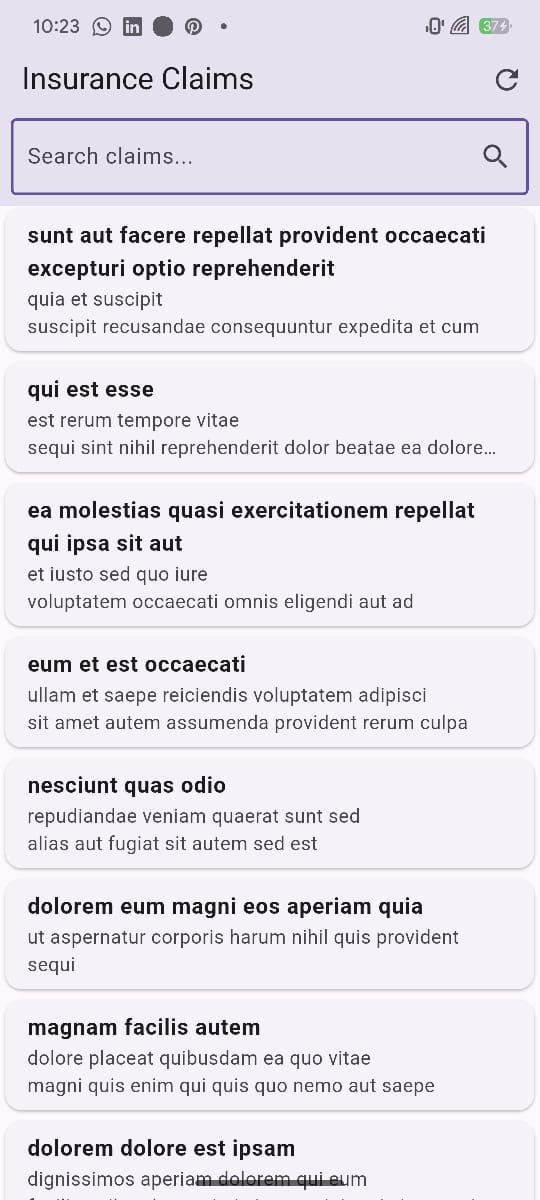 10:23
37
Insurance Claims
Search claims...
sunt aut facere repellat provident occaecati
excepturi optio reprehenderit
quia et suscipit
suscipit recusandae consequuntur expedita et cum
qui est esse
est rerum tempore vitae
sequi sint nihil reprehenderit dolor beatae ea dolore...
ea molestias quasi exercitationem repellat
qui ipsa sit aut
et iusto sed quo iure
voluptatem occaecati omnis eligendi aut ad
eum et est occaecati
ullam et saepe reiciendis voluptatem adipisci
sit amet autem assumenda provident rerum culpa
nesciunt quas odio
repudiandae veniam quaerat sunt sed
alias aut fugiat sit autem sed est
dolorem eum magni eos aperiam quia
ut aspernatur corporis harum nihil quis provident
sequi
magnam facilis autem
dolore placeat quibusdam ea quo vitae
magni quis enim qui quis quo nemo aut saepe
dolorem dolore est ipsam
dignissimos aperiam dolorem qui eum